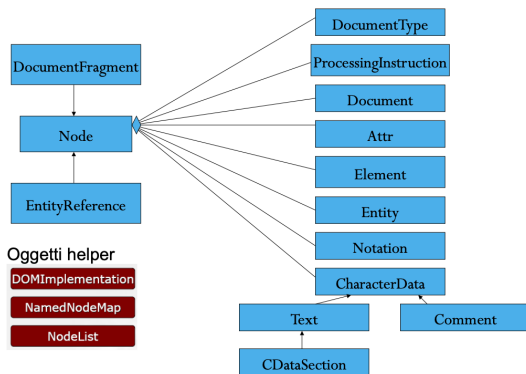 DocumentType
DocumentFragment
ProcessingInstruction
Document
Node
Attr
Element
EntityReference
Entity
Notation
Oggetti helper
DOMImplementation
NamedNodeMap
NodeList
CharacterData
Text
Comment
CDataSection